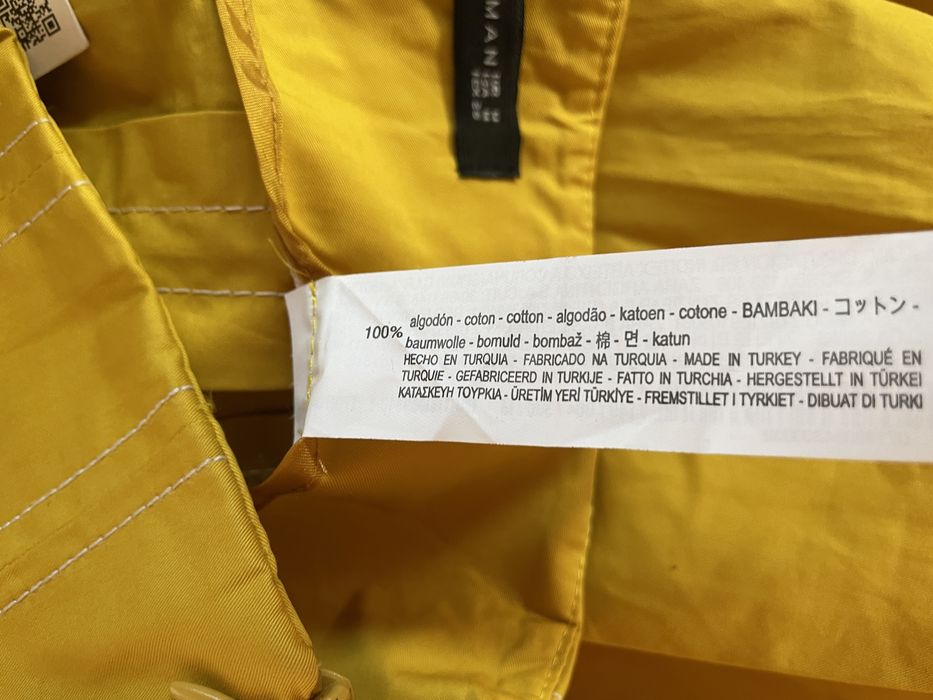 MAN
100% algodón - coton - cotton - algodão - katoen - cotone - BAMBAKI - コットン -
baumwolle - bomuld - bombaž - 棉 - 면 - katun
HECHO EN TURQUIA - FABRICADO NA TURQUIA - MADE IN TURKEY - FABRIQUÉ EN
TURQUIE - GEFABRICEERD IN TURKIJE - FATTO IN TURCHIA - HERGESTELLT IN TÜRKEI
ΚΑΤΑΣΚΕΥΗ ΤΟΥΡΚΙΑ - ÜRETİM YERİ TÜRKİYE - FREMSTILLET I TYRKIET - DIBUAT DI TURKI